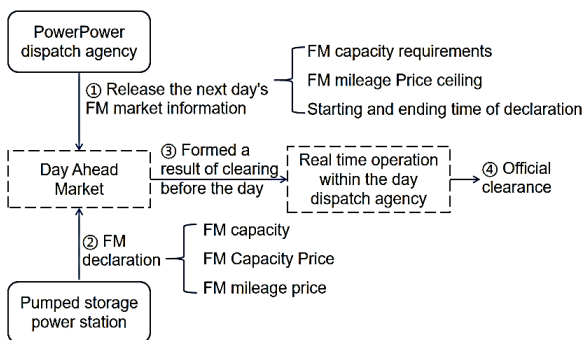 PowerPower
dispatch agency
① Release the next day's
FM market information
FM capacity requirements
FM mileage Price ceiling
Starting and ending time of declaration
Day Ahead
Market
③ Formed a
result of clearing
before the day
Real time operation
within the day
dispatch agency
④ Official
clearance
② FM
declaration
FM capacity
FM Capacity Price
FM mileage price
Pumped storage
power station